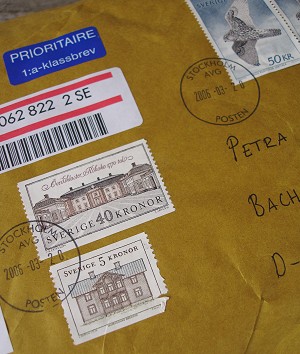 PRIORITAIRE
1:a-klassbrev
50 KR
062 822 2 SE
STOCKHOLM
AVG
2006-03-20
POSTEN
PETRA
BACH
D-
SVERIGE 40 KRONOR
STOCKHOLM
AVG
2006-03-20
POSTEN
SVERIGE 5 KRONOR